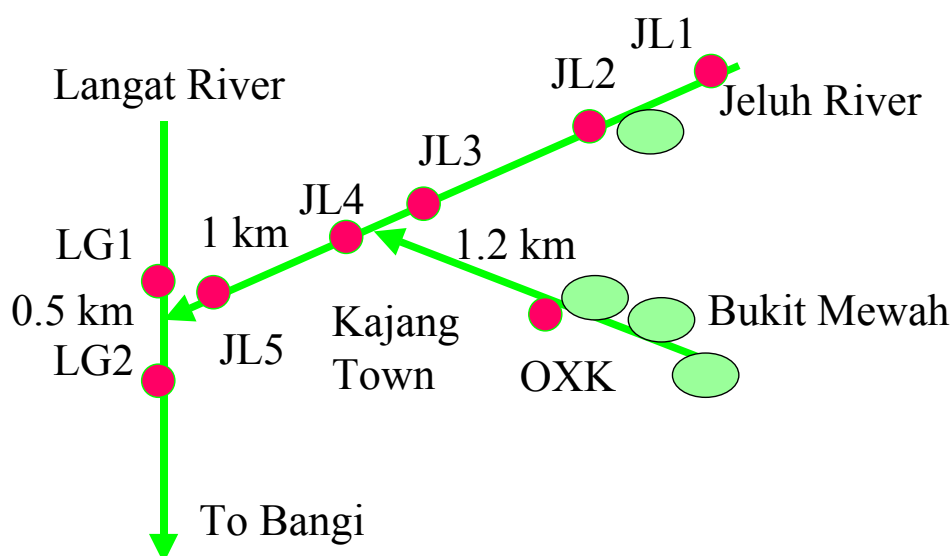 JL1
JL2
Langat River
Jeluh River
JL3
JL4
1 km
LG1
1.2 km
0.5 km
Bukit Mewah
Kajang
Town
JL5
LG2
OXK
To Bangi